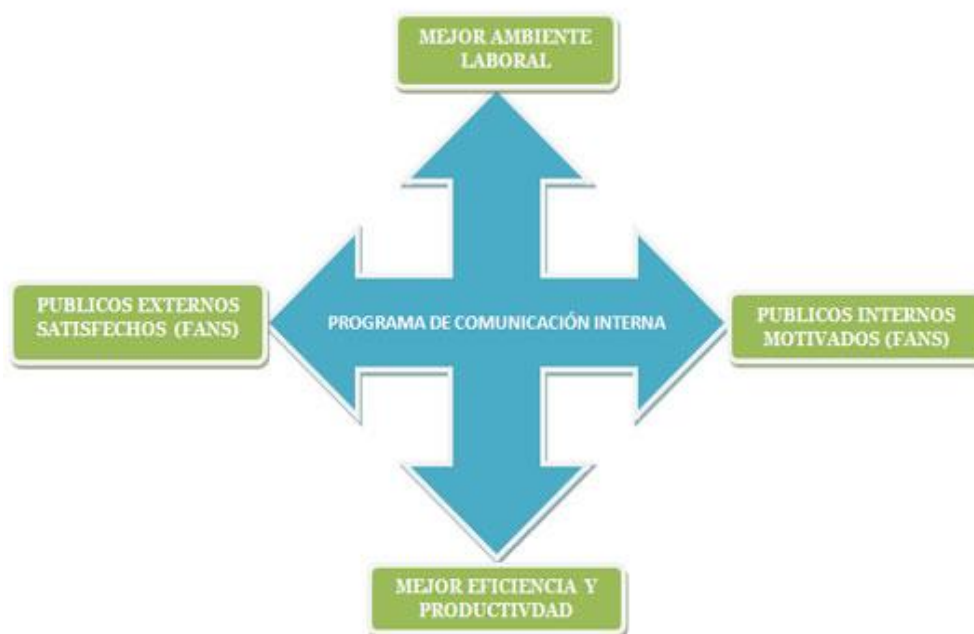 MEJOR AMBIENTE
LABORAL
PUBLICOS EXTERNOS
SATISFECHOS (FANS)
PROGRAMA DE COMUNICACIÓN INTERNA
PUBLICOS INTERNOS
MOTIVADOS (FANS)
MEJOR EFICIENCIA Y
PRODUCTIVDAD